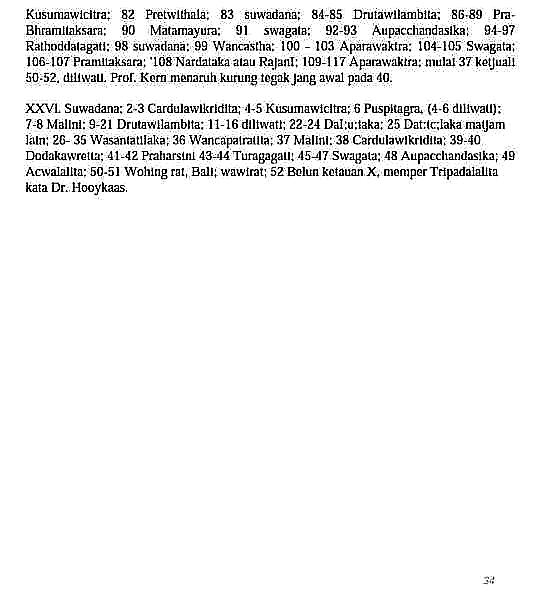 Kusumawicitra; 82 Pretwithala; 83 suwadana; 84-85 Drutawilambita; 86-89 Pra-
Bhramitaksara; 90 Matamayura; 91 swagata; 92-93 Aupacchandasika; 94-97
Rathoddatagati; 98 suwadana; 99 Wancastha; 100 - 103 Aparawaktra; 104-105 Swagata;
106-107 Pramitaksara; '108 Nardataka atau RajanI; 109-117 Aparawaktra; mulai 37 ketjuali
50-52, diliwati. Prof. Kern menaruh kurung tegak jang awal pada 40.
XXVI. Suwadana; 2-3 Cardulawikridita; 4-5 Kusumawicitra; 6 Puspitagra, (4-6 diliwati);
7-8 Malini; 9-21 Drutawilambita; 11-16 diliwati; 22-24 DaI;u;taka; 25 Dat:ic;laka matjam
lain; 26- 35 Wasantatilaka; 36 Wancapatraitta; 37 Malini; 38 Cardulawikridita; 39-40
Dodakawretta; 41-42 Praharsini 43-44 Turagagati; 45-47 Swagata; 48 Aupacchandasika; 49
Acwalalita; 50-51 Wohing rat, Bali; wawirat; 52 Belun ketauan X, memper Tripadalalita
kata Dr. Hooykaas.
34